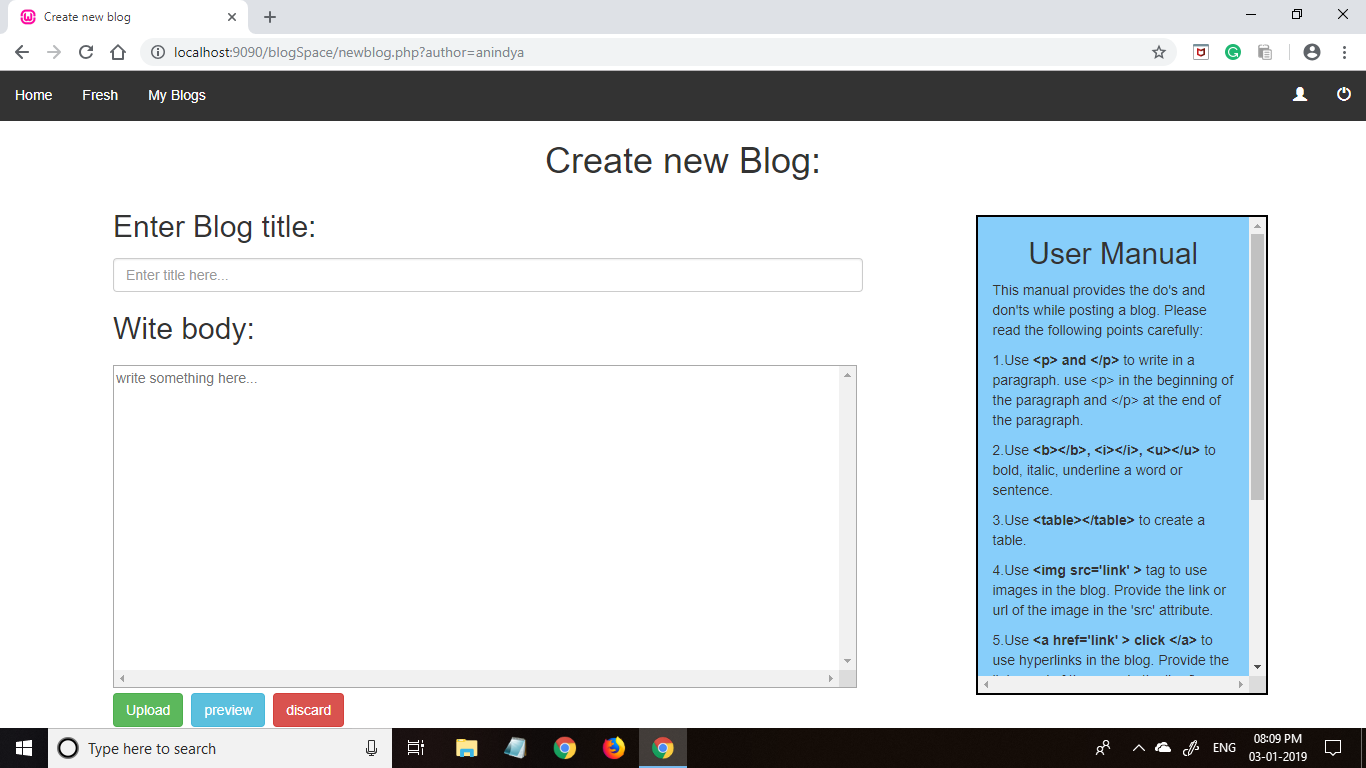 Create new blog
localhost:9090/blogSpace/newblog.php?author=anindya
Home Fresh My Blogs
Create new Blog:
Enter Blog title:
Enter title here...
Wite body:
write something here...
Upload preview discard
User Manual
This manual provides the do's and
don'ts while posting a blog. Please
read the following points carefully:
1.Use <p> and </p> to write in a
paragraph. use <p> in the beginning of
the paragraph and </p> at the end of
the paragraph.
2.Use <b></b>, <i></i>, <u></u> to
bold, italic, underline a word or
sentence.
3.Use <table></table> to create a
table.
4.Use <img src='link' > tag to use
images in the blog. Provide the link or
url of the image in the 'src' attribute.
5.Use <a href='link' > click </a> to
use hyperlinks in the blog. Provide the
Type here to search
ENG
08:09 PM
03-01-2019